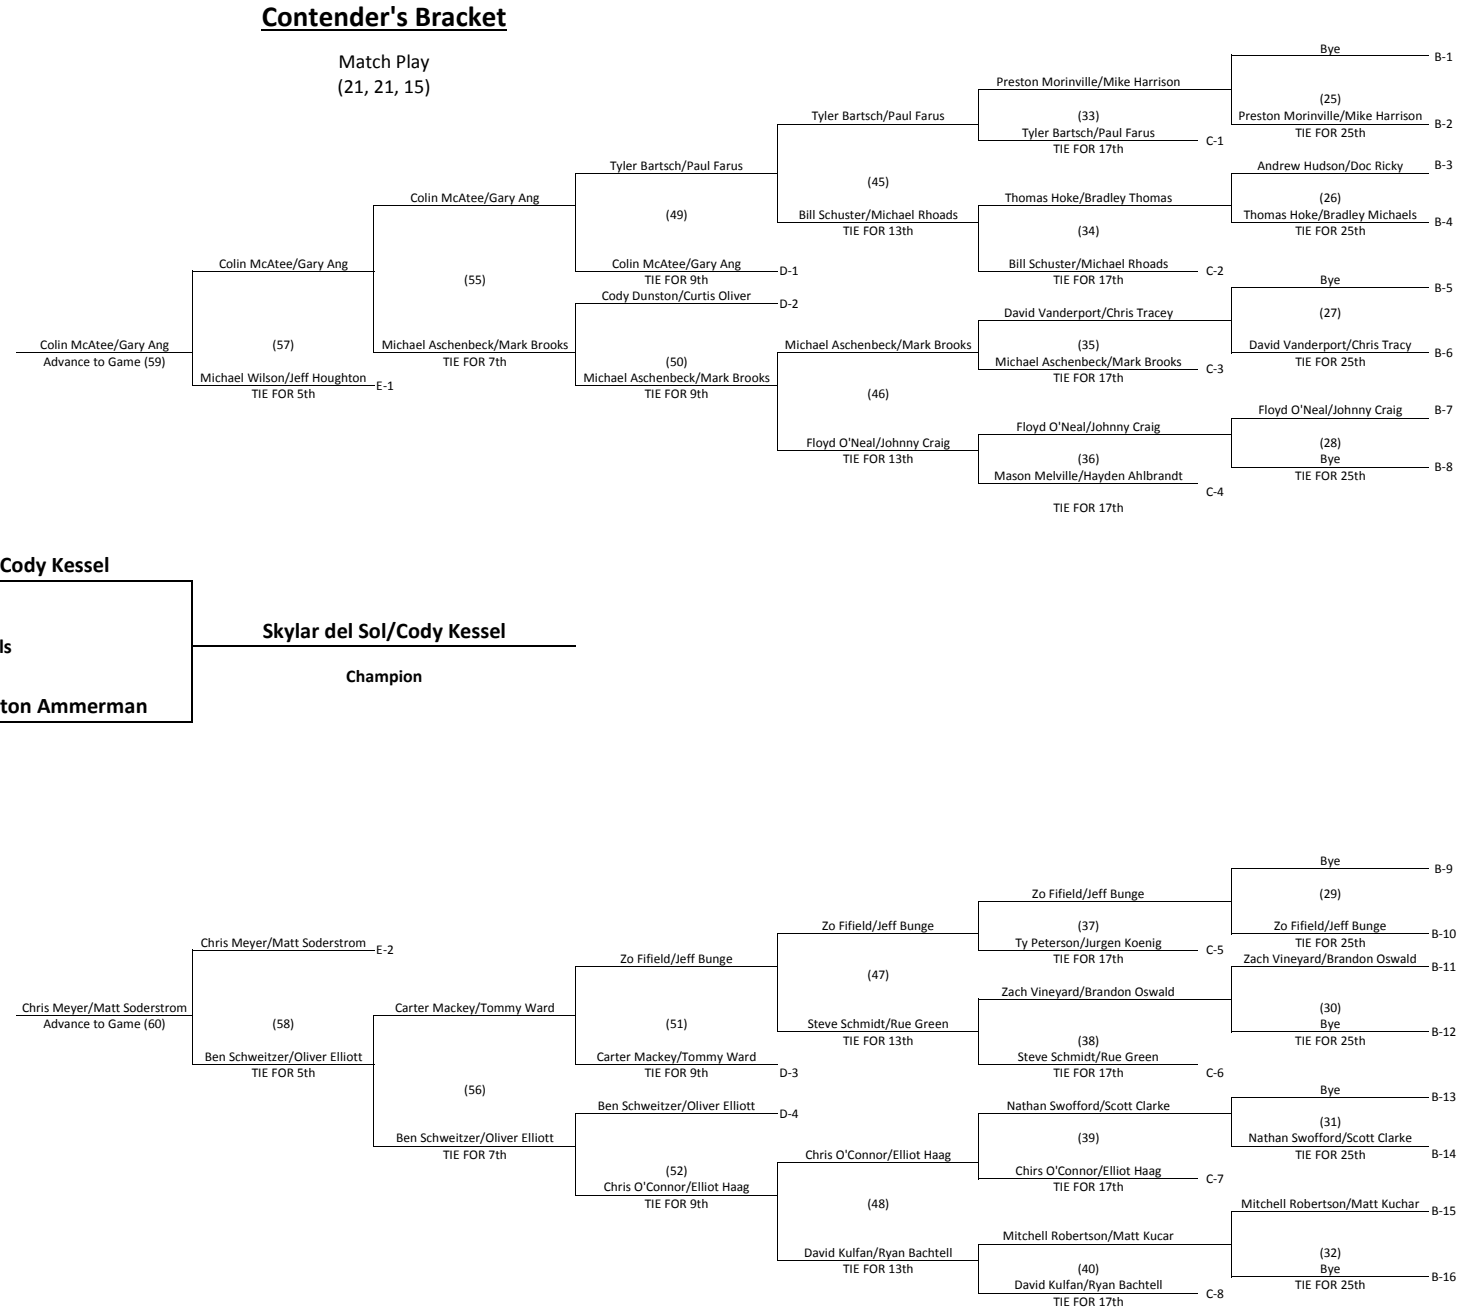 Contender's Bracket
Match Play
(21, 21, 15)
Bye
B-1
Preston Morinville/Mike Harrison
(25)
Tyler Bartsch/Paul Farus
(33)
Preston Morinville/Mike Harrison
B-2
Tyler Bartsch/Paul Farus
C-1
TIE FOR 25th
TIE FOR 17th
Tyler Bartsch/Paul Farus
Andrew Hudson/Doc Ricky
B-3
(45)
Colin McAtee/Gary Ang
Thomas Hoke/Bradley Thomas
(26)
(49)
Bill Schuster/Michael Rhoads
Thomas Hoke/Bradley Michaels
B-4
TIE FOR 13th
(34)
TIE FOR 25th
Colin McAtee/Gary Ang
Colin McAtee/Gary Ang
D-1
Bill Schuster/Michael Rhoads
C-2
(55)
TIE FOR 9th
TIE FOR 17th
Bye
B-5
Cody Dunston/Curtis Oliver
D-2
David Vanderport/Chris Tracey
(27)
Colin McAtee/Gary Ang
(57)
Michael Aschenbeck/Mark Brooks
Michael Aschenbeck/Mark Brooks
(35)
David Vanderport/Chris Tracy
B-6
Advance to Game (59)
TIE FOR 7th
(50)
Michael Aschenbeck/Mark Brooks
C-3
TIE FOR 25th
Michael Wilson/Jeff Houghton
E-1
Michael Aschenbeck/Mark Brooks
TIE FOR 17th
TIE FOR 5th
TIE FOR 9th
(46)
Floyd O'Neal/Johnny Craig
B-7
Floyd O'Neal/Johnny Craig
Floyd O'Neal/Johnny Craig
(28)
TIE FOR 13th
(36)
Bye
B-8
Mason Melville/Hayden Ahlbrandt
C-4
TIE FOR 25th
TIE FOR 17th
Cody Kessel
Skylar del Sol/Cody Kessel
ls
Champion
ton Ammerman
Bye
B-9
Zo Fifield/Jeff Bunge
(29)
Zo Fifield/Jeff Bunge
(37)
Zo Fifield/Jeff Bunge
B-10
Chris Meyer/Matt Soderstrom
E-2
Ty Peterson/Jurgen Koenig
C-5
TIE FOR 25th
Zo Fifield/Jeff Bunge
TIE FOR 17th
Zach Vineyard/Brandon Oswald
B-11
(47)
Chris Meyer/Matt Soderstrom
Carter Mackey/Tommy Ward
Zach Vineyard/Brandon Oswald
(30)
Advance to Game (60)
(58)
(51)
Steve Schmidt/Rue Green
Bye
B-12
TIE FOR 13th
(38)
TIE FOR 25th
Ben Schweitzer/Oliver Elliott
Carter Mackey/Tommy Ward
Steve Schmidt/Rue Green
TIE FOR 5th
TIE FOR 9th
D-3
TIE FOR 17th
C-6
(56)
Bye
B-13
Ben Schweitzer/Oliver Elliott
D-4
Nathan Swofford/Scott Clarke
(31)
Ben Schweitzer/Oliver Elliott
(39)
Nathan Swofford/Scott Clarke
B-14
TIE FOR 7th
Chris O'Connor/Elliot Haag
TIE FOR 25th
(52)
Chirs O'Connor/Elliot Haag
C-7
Chris O'Connor/Elliot Haag
TIE FOR 17th
TIE FOR 9th
(48)
Mitchell Robertson/Matt Kuchar
B-15
Mitchell Robertson/Matt Kucar
David Kulfan/Ryan Bachtell
(32)
TIE FOR 13th
(40)
Bye
B-16
David Kulfan/Ryan Bachtell
C-8
TIE FOR 25th
TIE FOR 17th